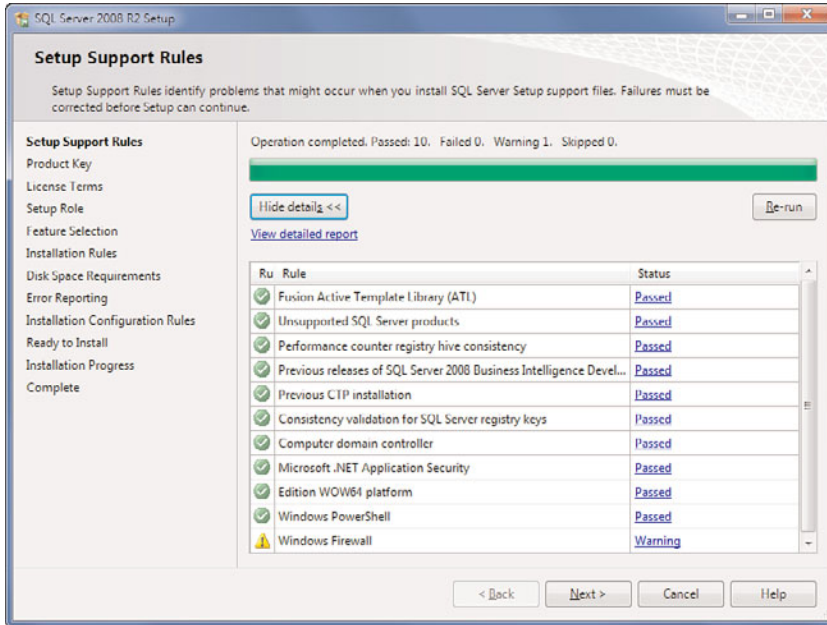 SQL Server 2008 R2 Setup
Setup Support Rules
Setup Support Rules identify problems that might occur when you install SQL Server Setup support files. Failures must be
corrected before Setup can continue.
Setup Support Rules
Product Key
License Terms
Setup Role
Feature Selection
Installation Rules
Disk Space Requirements
Error Reporting
Installation Configuration Rules
Ready to Install
Installation Progress
Complete
Operation completed. Passed: 10. Failed 0. Warning 1. Skipped 0.
Hide details <<
Re-run
View detailed report
Ru Rule Status
Fusion Active Template Library (ATL) Passed
Unsupported SQL Server products Passed
Performance counter registry hive consistency Passed
Previous releases of SQL Server 2008 Business Intelligence Devel... Passed
Previous CTP installation Passed
Consistency validation for SQL Server registry keys Passed
Computer domain controller Passed
Microsoft .NET Application Security Passed
Edition WOW64 platform Passed
Windows PowerShell Passed
Windows Firewall Warning
< Back Next > Cancel Help